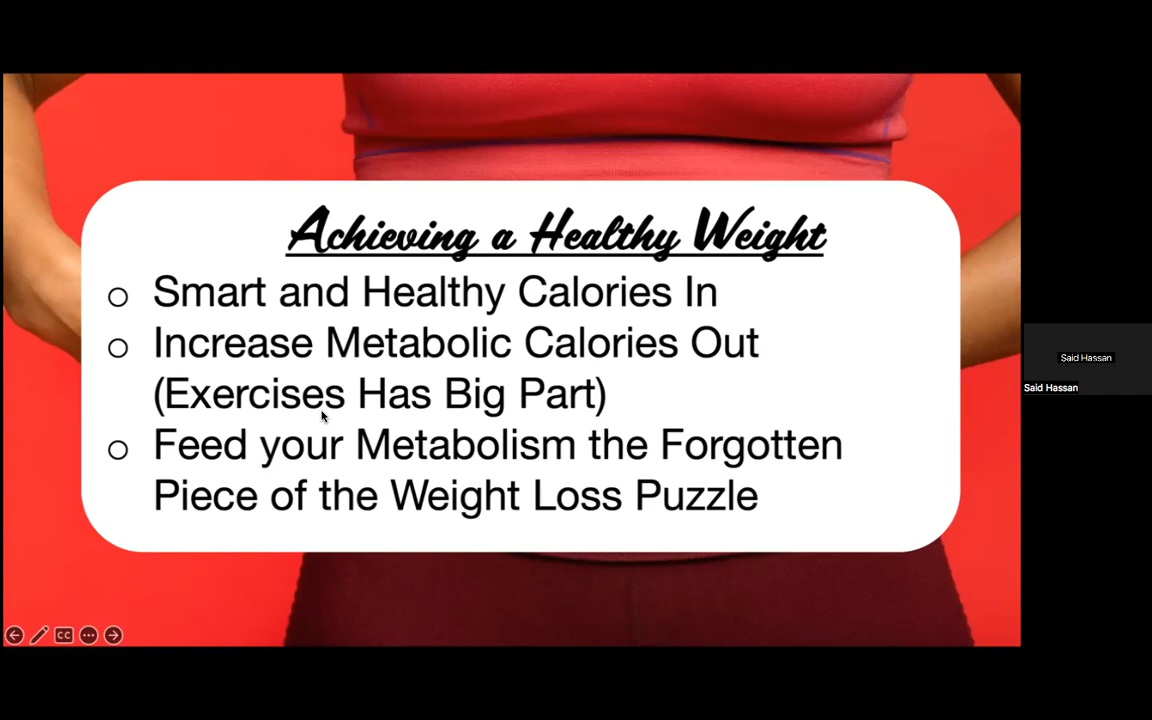 Achieving a Healthy Weight
○ Smart and Healthy Calories In
○ Increase Metabolic Calories Out
(Exercises Has Big Part)
○ Feed your Metabolism the Forgotten
Piece of the Weight Loss Puzzle
Said Hassan
Said Hassan
CC